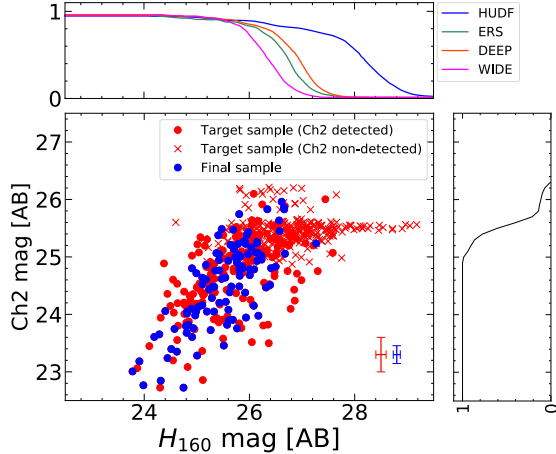 1
0
HUDF
ERS
DEEP
WIDE
Target sample (Ch2 detected)
Target sample (Ch2 non-detected)
Final sample
27
26
25
24
23
Ch2 mag [AB]
24
26
28
H160 mag [AB]
1
0